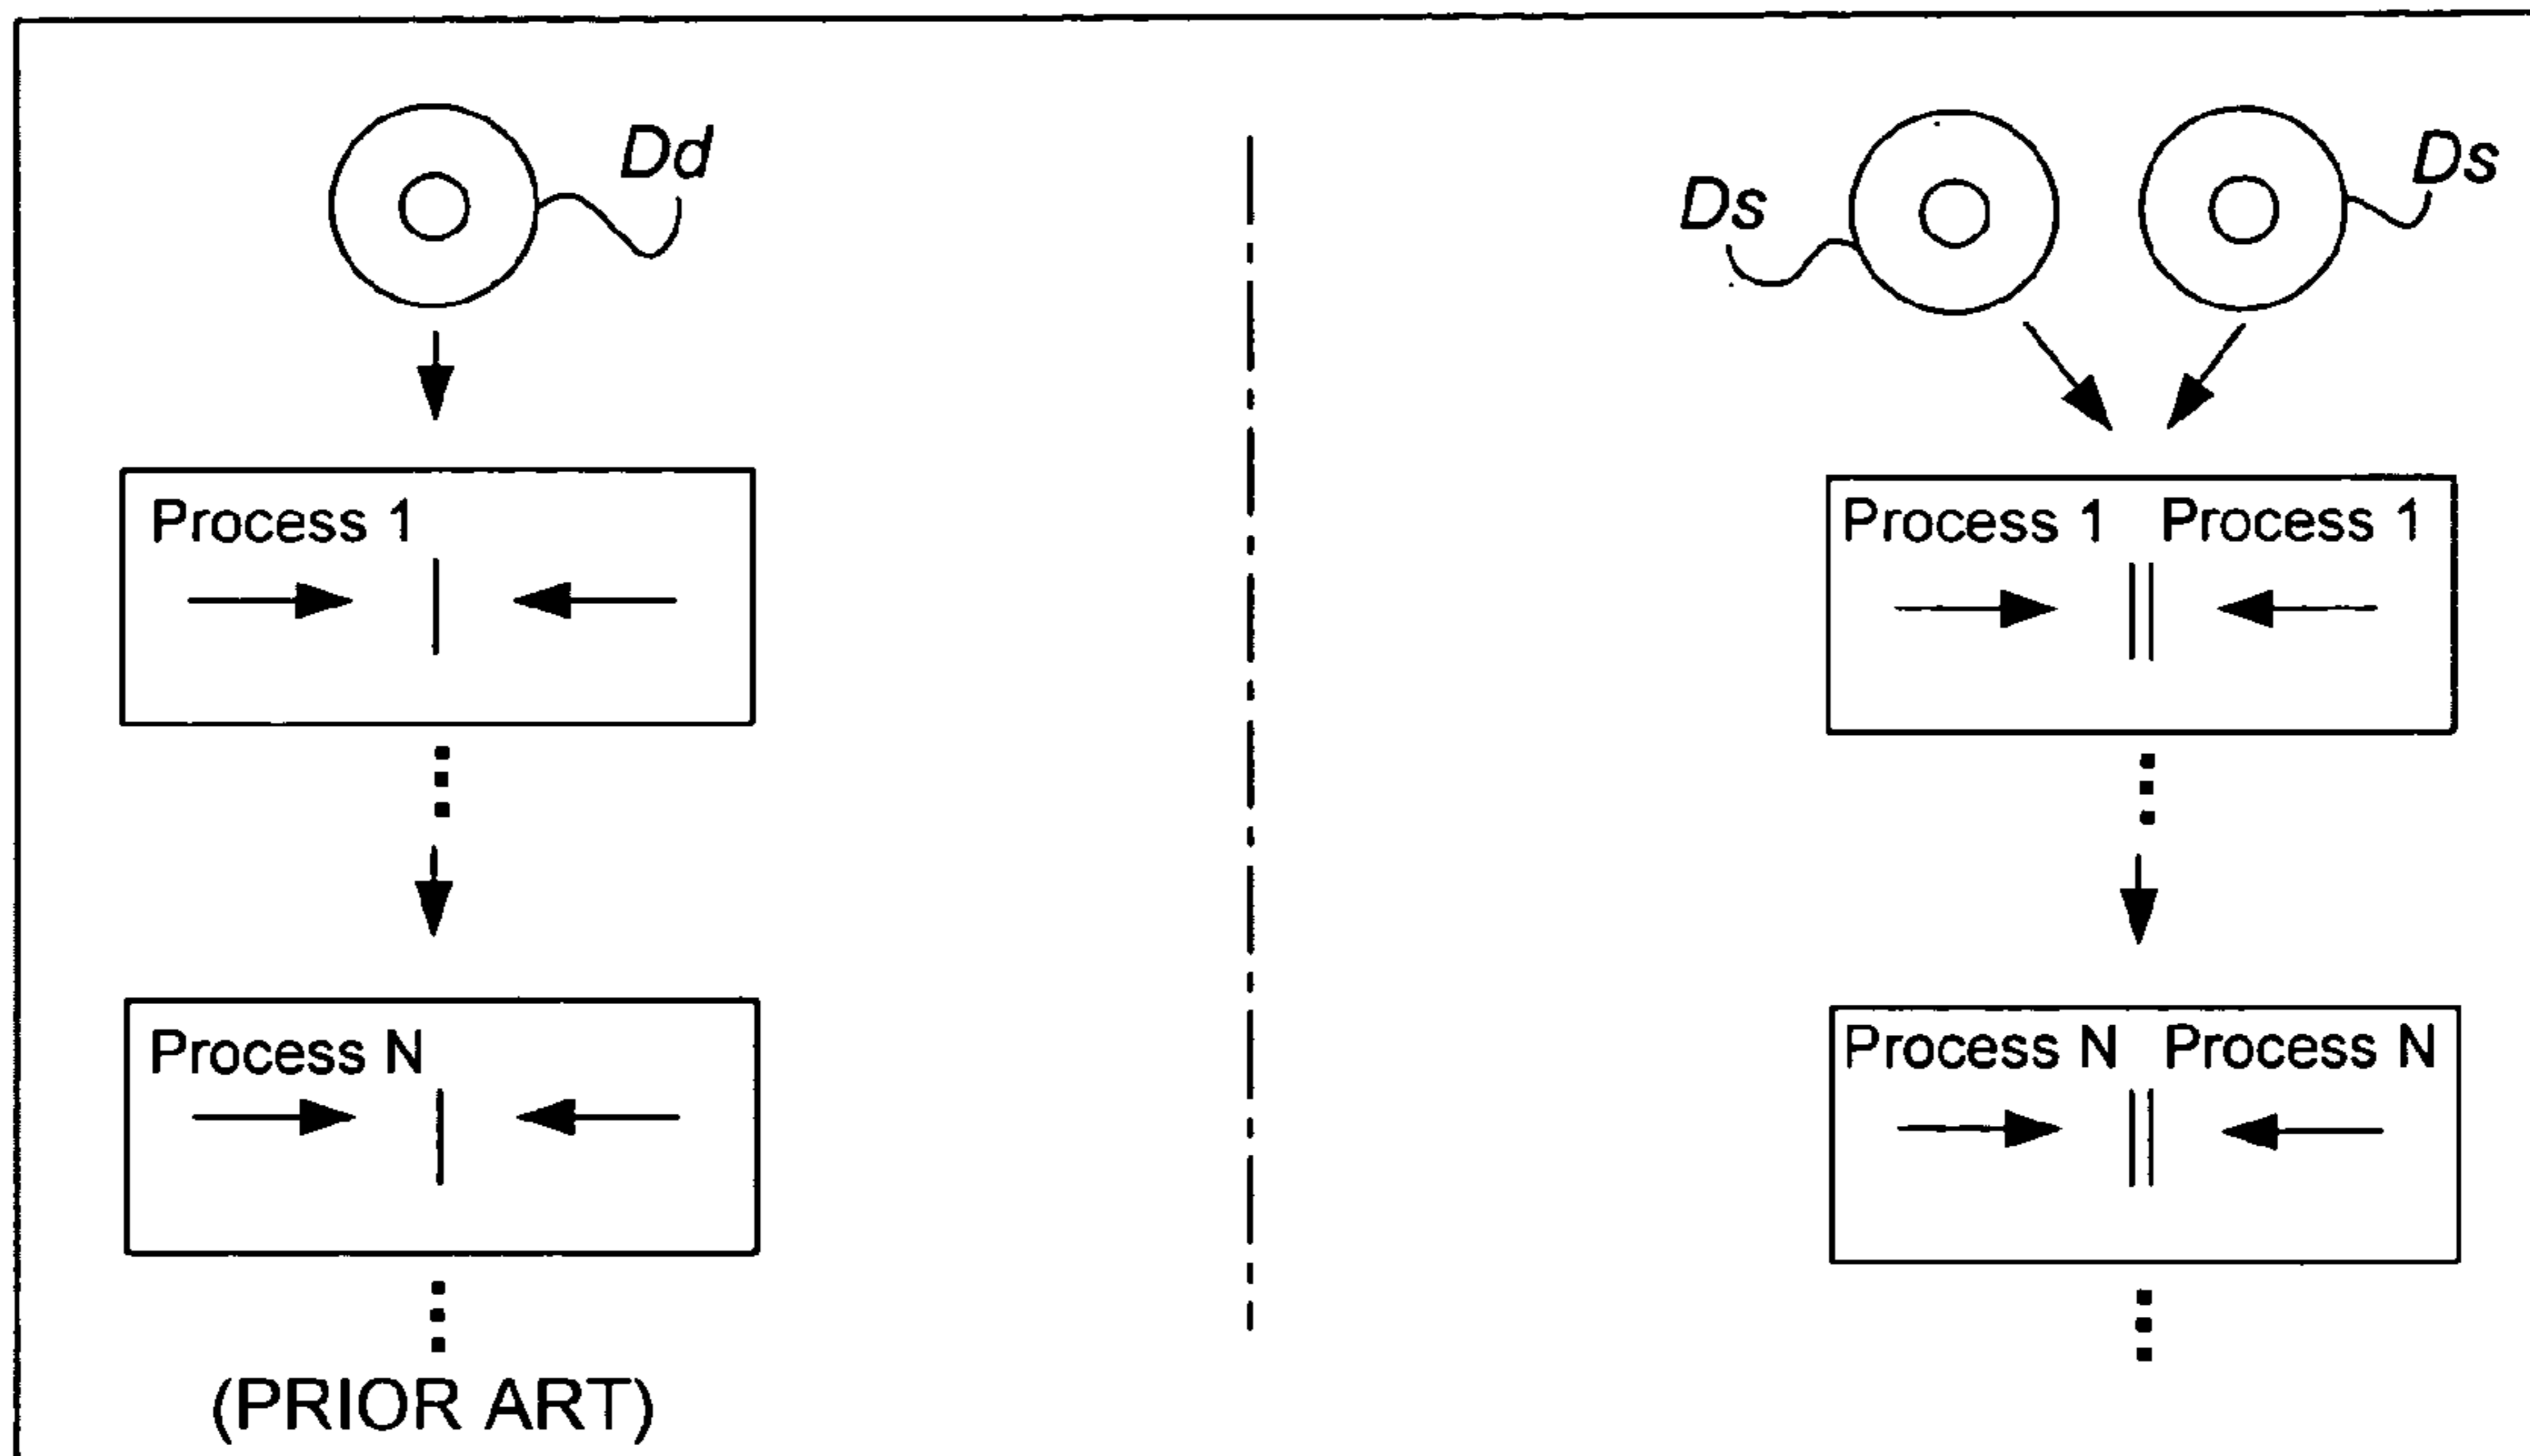 Dd
Process 1
Process N
(PRIOR ART)
Ds
Ds
Process 1 Process 1
Process N Process N